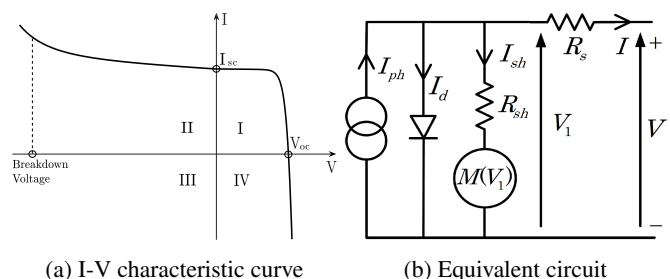 I
I_sc
II
I
V_oc
V
Breakdown
Voltage
III
IV
I_ph
I_d
I_sh
R_sh
M(V_1)
V_1
R_s
I
+
V
−
(a) I-V characteristic curve
(b) Equivalent circuit